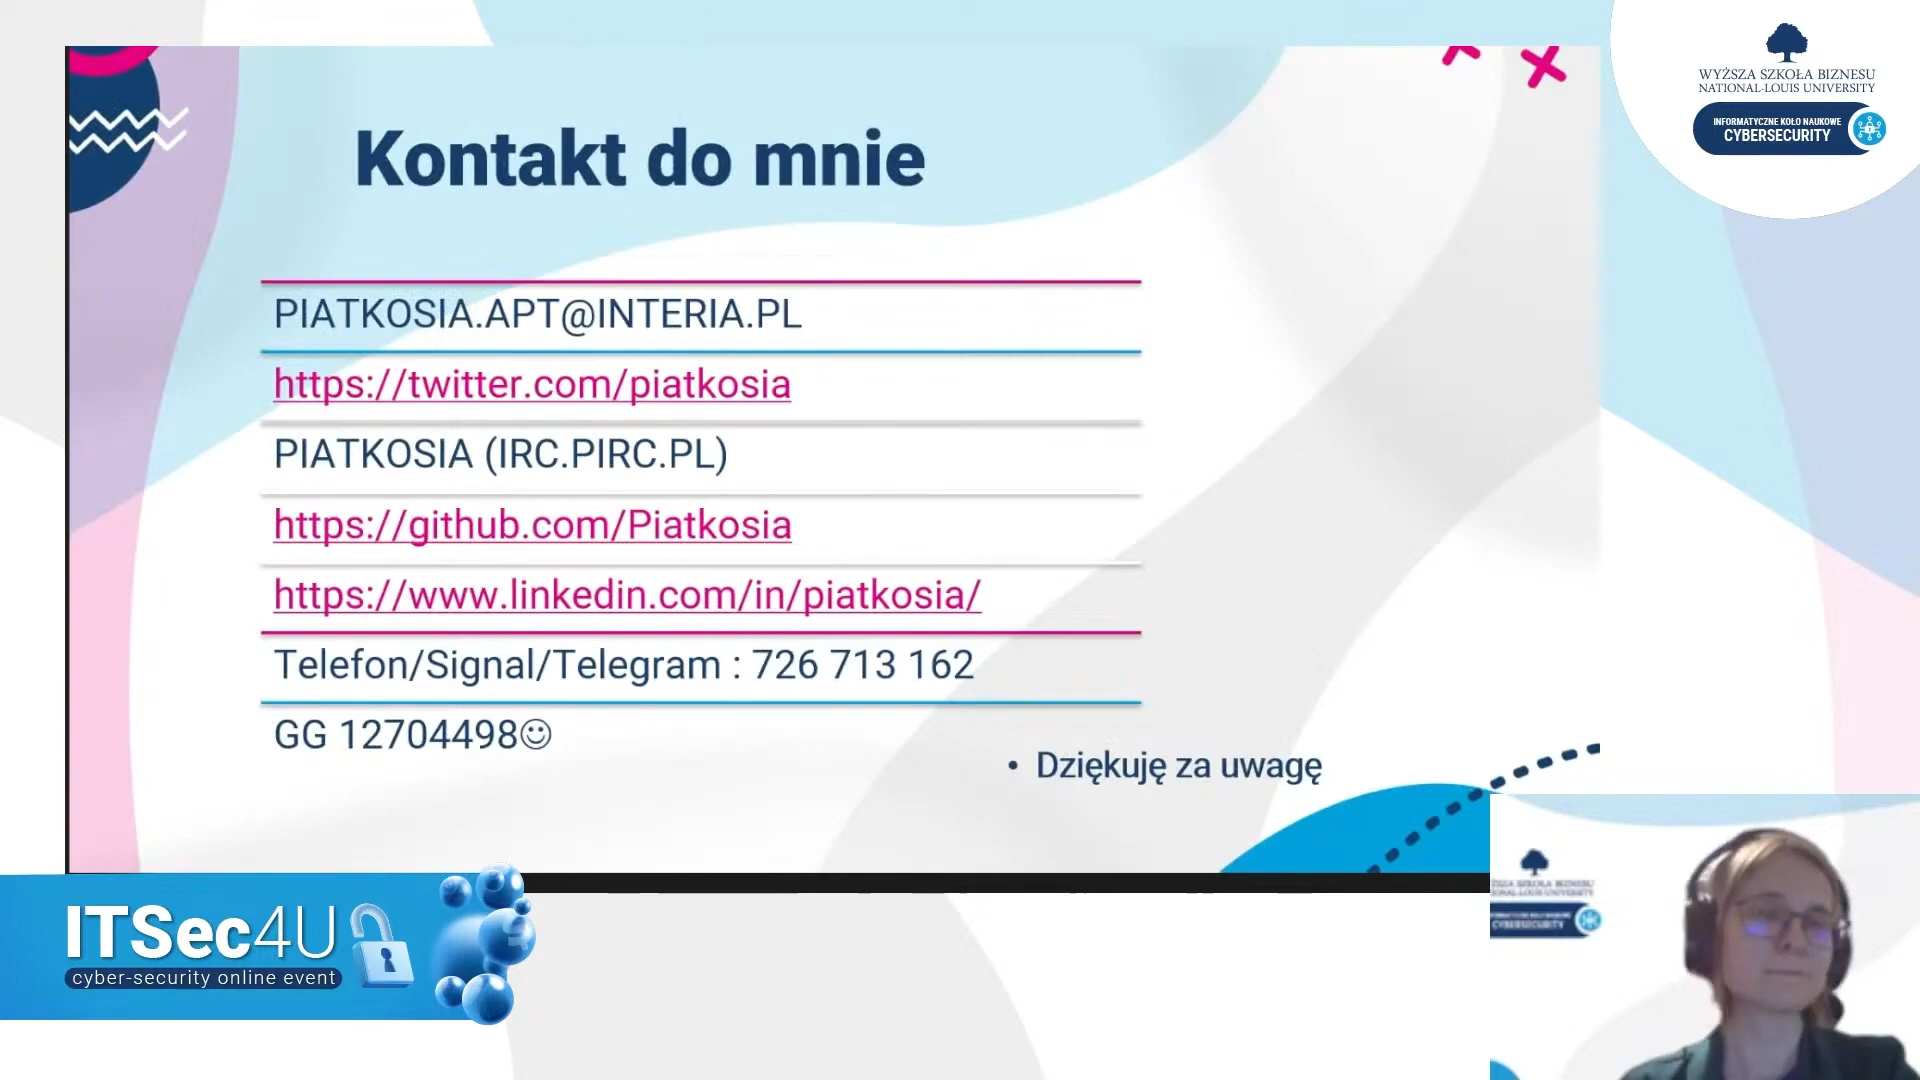 WYŻSZA SZKOŁA BIZNESU
NATIONAL-LOUIS UNIVERSITY
INFORMATYCZNE KOŁO NAUKOWE
CYBERSECURITY
Kontakt do mnie
PIATKOSIA.APT@INTERIA.PL
https://twitter.com/piatkosia
PIATKOSIA (IRC.PIRC.PL)
https://github.com/Piatkosia
https://www.linkedin.com/in/piatkosia/
Telefon/Signal/Telegram : 726 713 162
GG 12704498☺
• Dziękuję za uwagę
ITSec4U
cyber-security online event
CYBERSECURITY